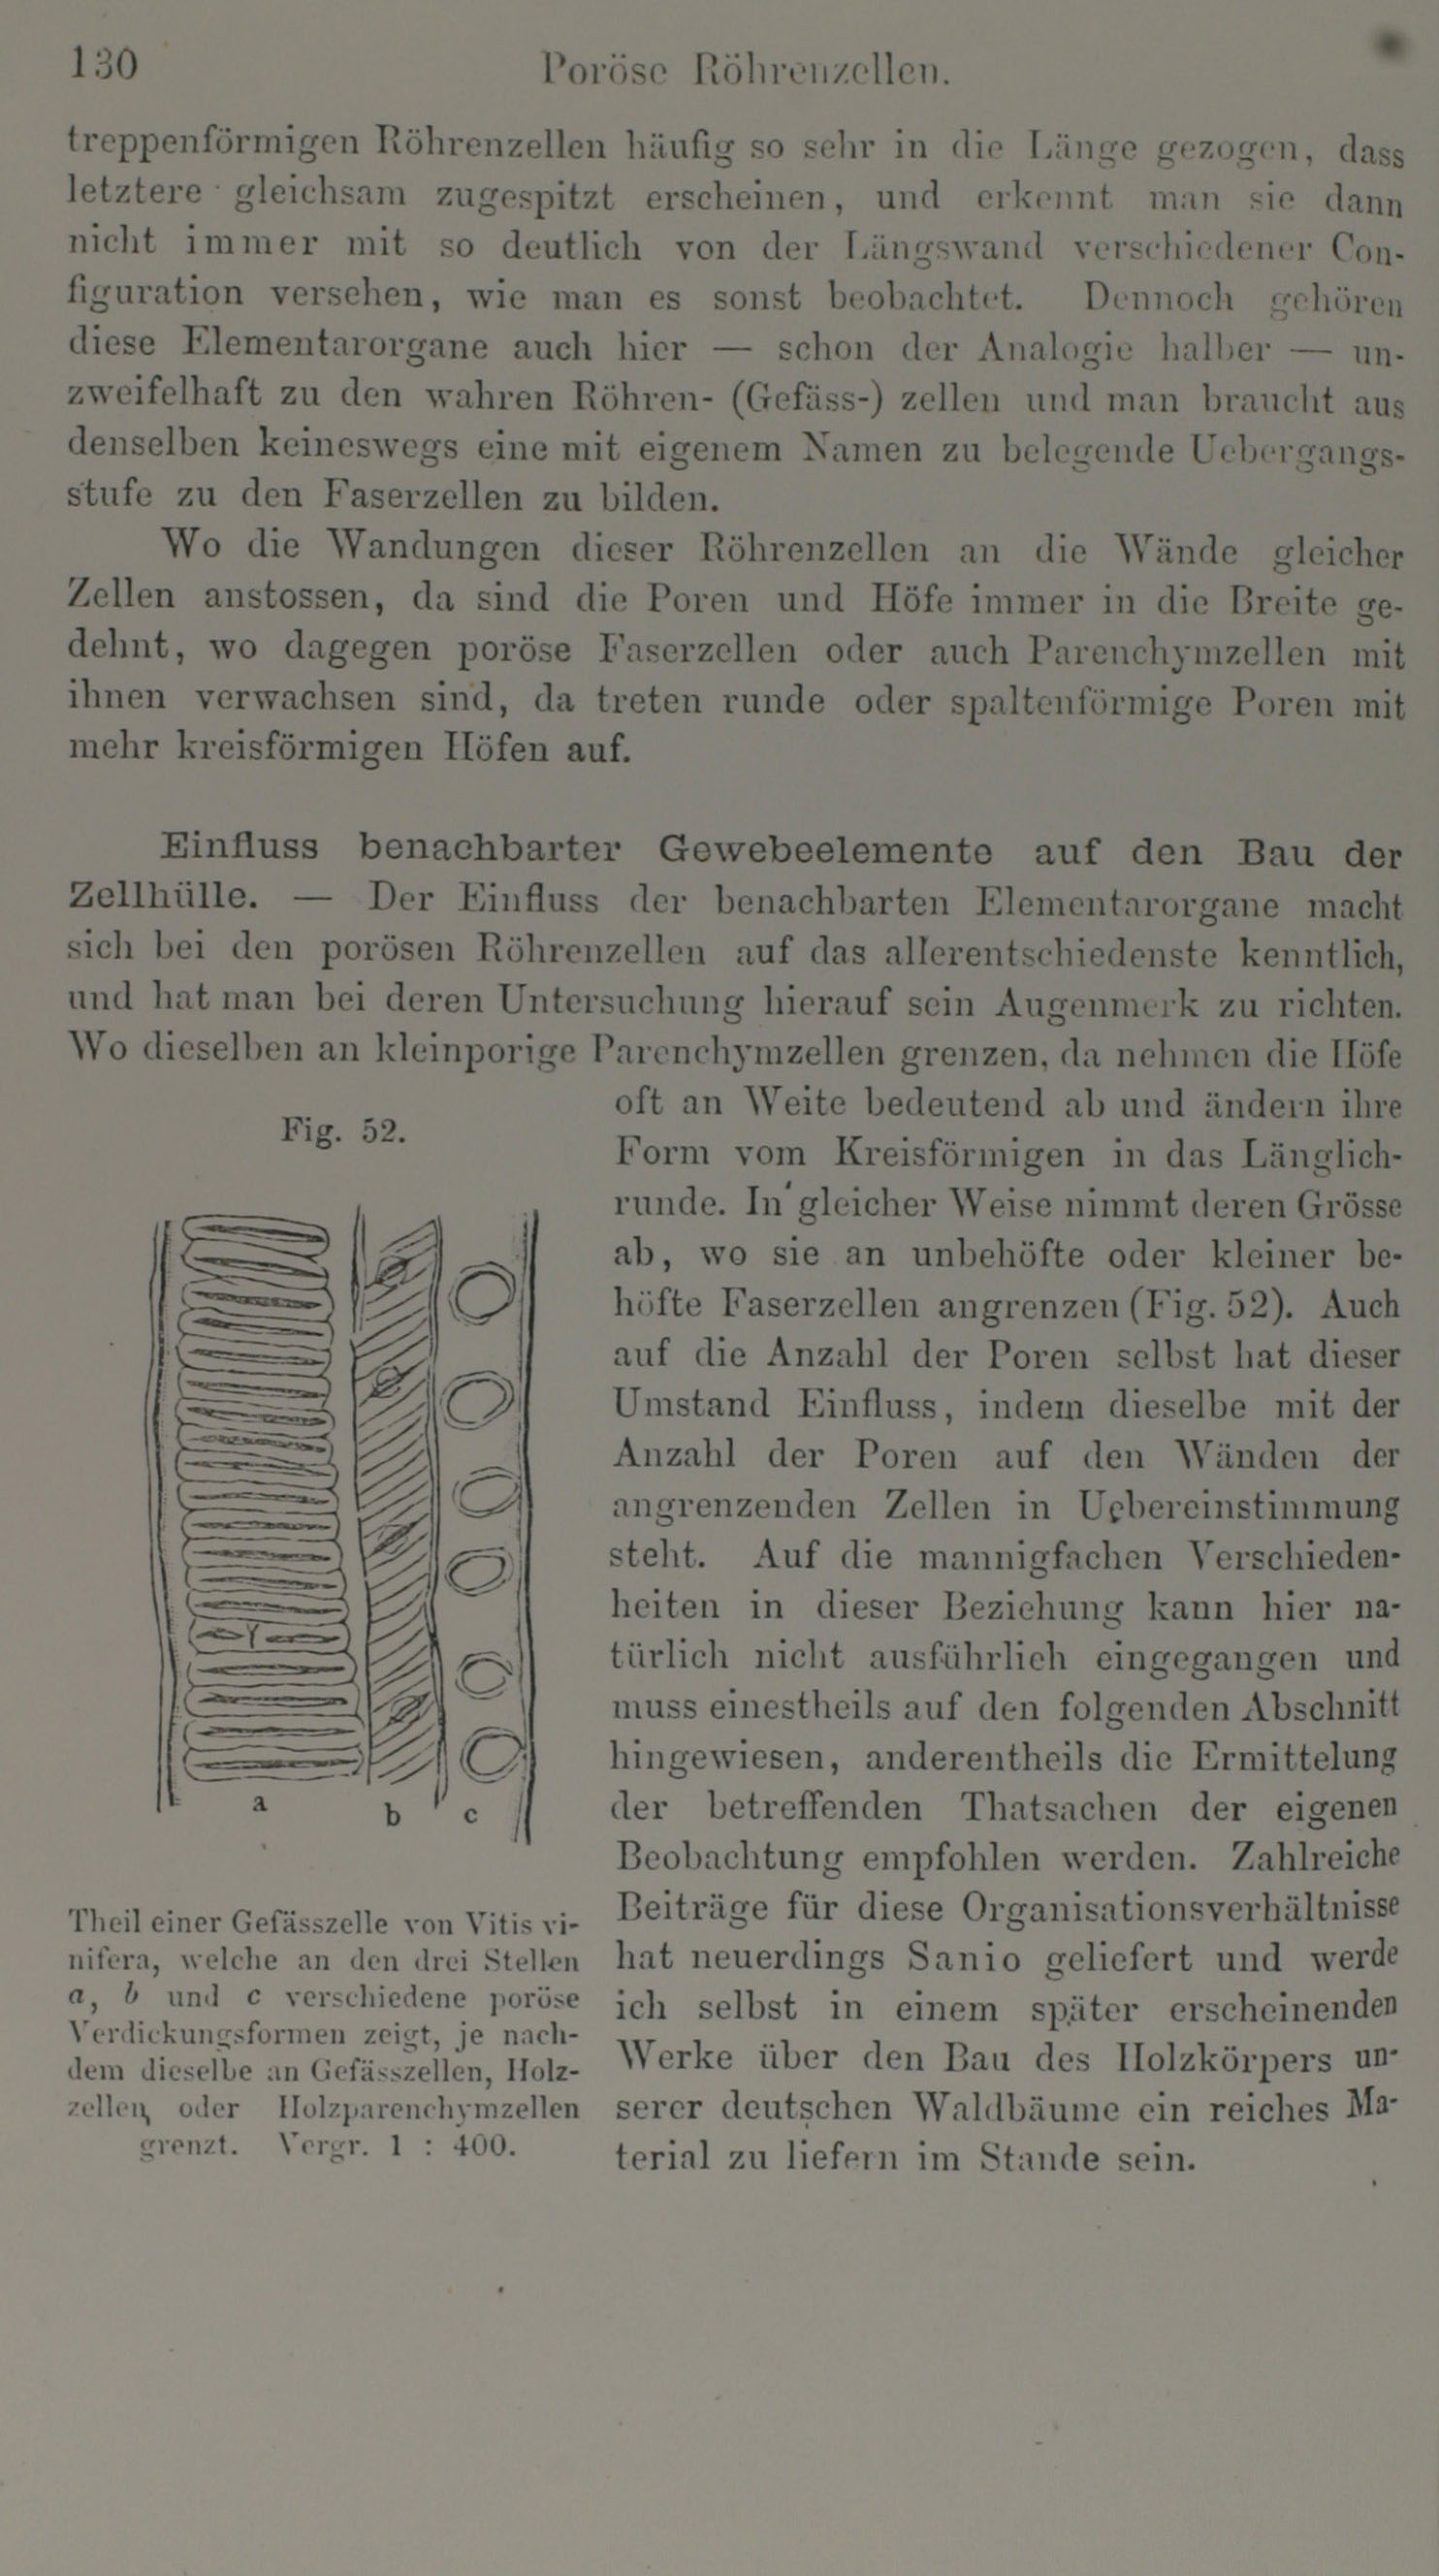 130
Poröse Röhrenzellen.
treppenförmigen Röhrenzellen häufig so sehr in die Länge gezogen, dass
letztere gleichsam zugespitzt erscheinen, und erkennt man sie dann
nicht immer mit so deutlich von der Längswand verschiedener Con-
figuration versehen, wie man es sonst beobachtet. Dennoch gehören
diese Elementarorgane auch hier — schon der Analogie halber — un-
zweifelhaft zu den wahren Röhren- (Gefäss-) zellen und man braucht aus
denselben keineswegs eine mit eigenem Namen zu belegende Uebergangs-
stufe zu den Faserzellen zu bilden.
Wo die Wandungen dieser Röhrenzellen an die Wände gleicher
Zellen anstossen, da sind die Poren und Höfe immer in die Breite ge-
dehnt, wo dagegen poröse Faserzellen oder auch Parenchymzellen mit
ihnen verwachsen sind, da treten runde oder spaltenförmige Poren mit
mehr kreisförmigen Höfen auf.
Einfluss benachbarter Gewebeelemente auf den Bau der
Zellhülle. — Der Einfluss der benachbarten Elementarorgane macht
sich bei den porösen Röhrenzellen auf das allerentschiedenste kenntlich,
und hat man bei deren Untersuchung hierauf sein Augenmerk zu richten.
Wo dieselben an kleinporige Parenchymzellen grenzen, da nehmen die Höfe
oft an Weite bedeutend ab und ändern ihre
Form vom Kreisförmigen in das Länglich-
runde. In gleicher Weise nimmt deren Grösse
ab, wo sie an unbehöfte oder kleiner be-
höfte Faserzellen angrenzen (Fig. 52). Auch
auf die Anzahl der Poren selbst hat dieser
Umstand Einfluss, indem dieselbe mit der
Anzahl der Poren auf den Wänden der
angrenzenden Zellen in Uebereinstimmung
steht. Auf die mannigfachen Verschieden-
heiten in dieser Beziehung kann hier na-
türlich nicht ausführlich eingegangen und
muss einestheils auf den folgenden Abschnitt
hingewiesen, anderentheils die Ermittelung
der betreffenden Thatsachen der eigenen
Beobachtung empfohlen werden. Zahlreiche
Beiträge für diese Organisationsverhältnisse
hat neuerdings Sanio geliefert und werde
ich selbst in einem später erscheinenden
Werke über den Bau des Holzkörpers un-
serer deutschen Waldbäume ein reiches Ma-
terial zu liefern im Stande sein.
Fig. 52.
a b c
Theil einer Gefässzelle von Vitis vi-
nifera, welche an den drei Stellen
a, b und c verschiedene poröse
Verdickungsformen zeigt, je nach-
dem dieselbe an Gefässzellen, Holz-
zellen, oder Holzparenchymzellen
grenzt. Vergr. 1 : 400.